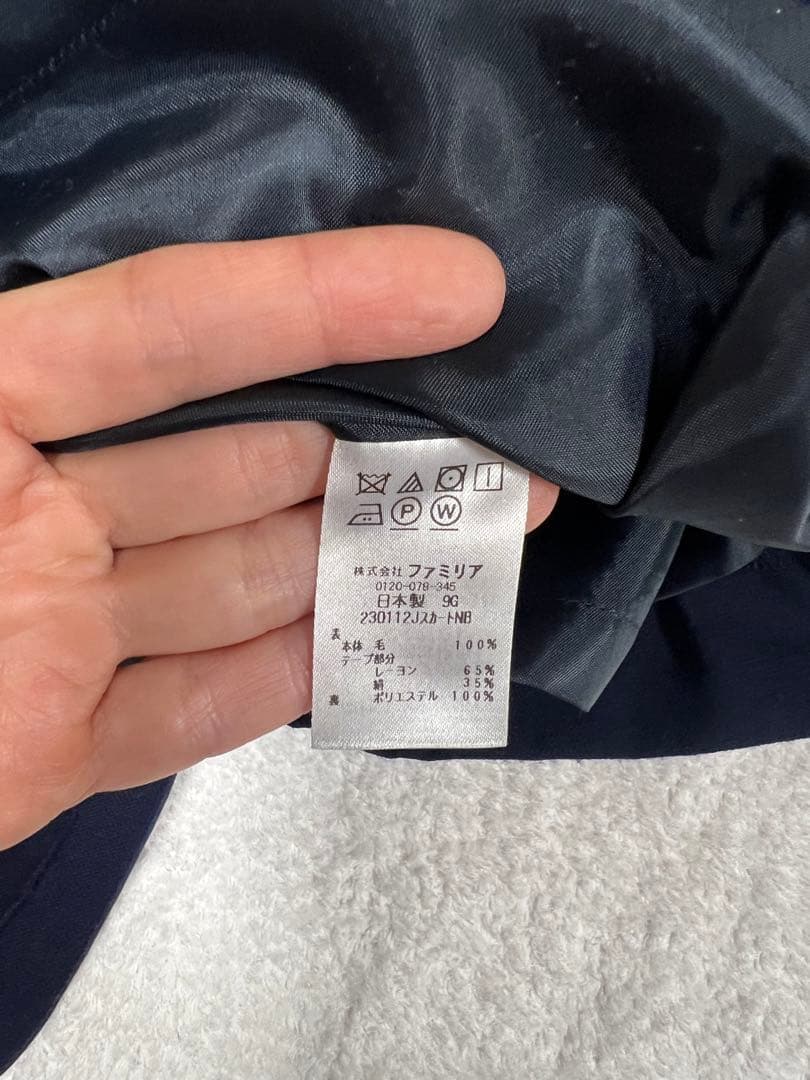 P W
株式会社 ファミリア
0120-078-345
日本製 9G
230112JスカートNB
表
本体 毛 100%
テープ部分
レーヨン 65%
絹 35%
裏 ポリエステル 100%